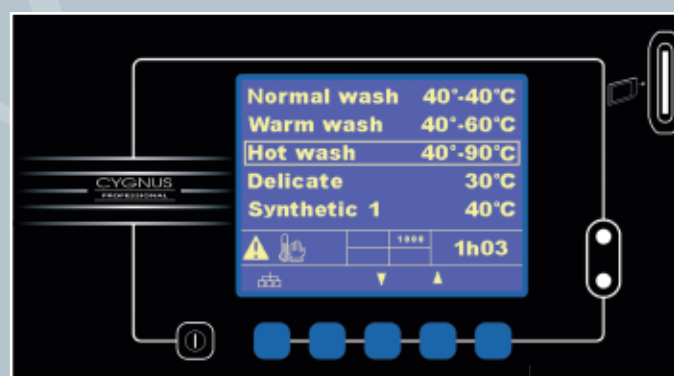 Normal wash 40°-40°C
Warm wash 40°-60°C
Hot wash 40°-90°C
Delicate 30°C
Synthetic 1 40°C
1000 1h03
CYGNUS
PROFESSIONAL